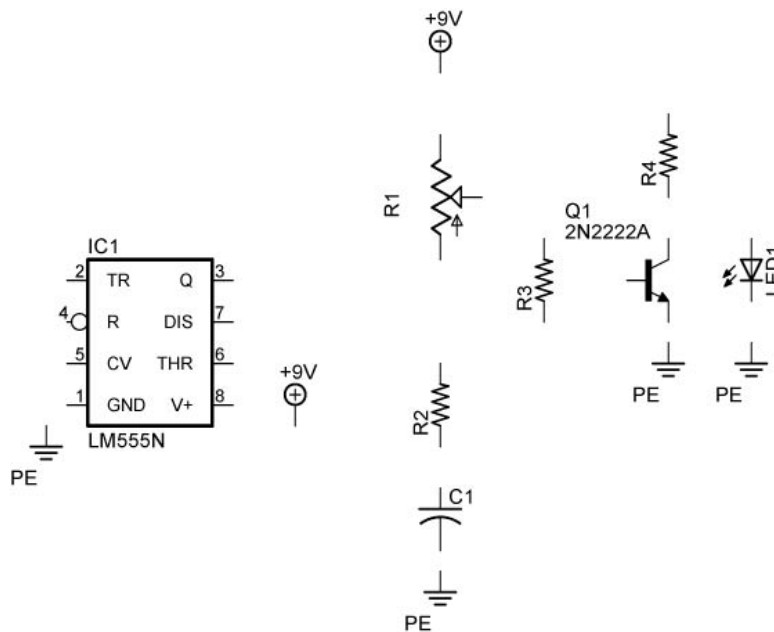 +9V
R1
R4
Q1
2N2222A
R3
LED1
IC1
2 TR Q 3
4 R DIS 7
5 CV THR 6
1 GND V+ 8
LM555N
+9V
PE
R2
C1
PE
PE
PE